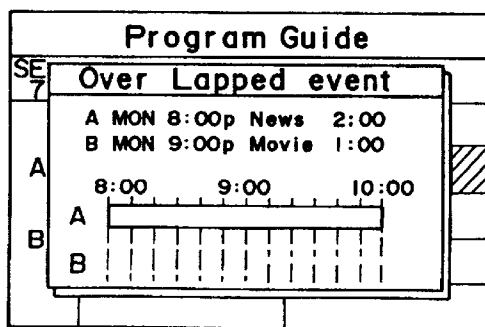 Program Guide
SE
7
Over Lapped event
A MON 8:00p News 2:00
B MON 9:00p Movie 1:00
A
8:00 9:00 10:00
A
B
B